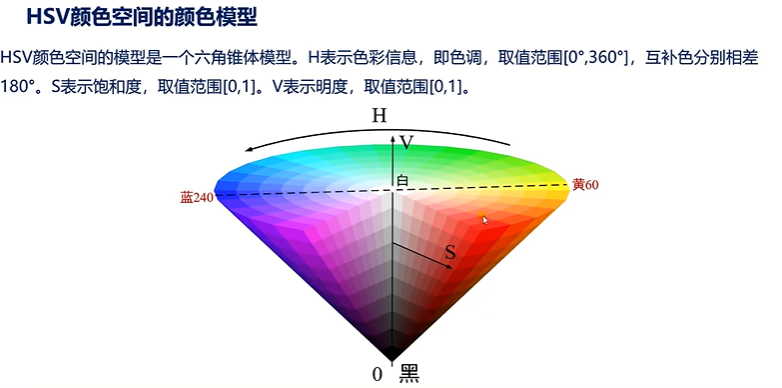 HSV颜色空间的颜色模型
HSV颜色空间的模型是一个六角锥体模型。H表示色彩信息，即色调，取值范围[0°,360°]，互补色分别相差
180°。S表示饱和度，取值范围[0,1]。V表示明度，取值范围[0,1]。
H
V
白
蓝240
黄60
S
0 黑